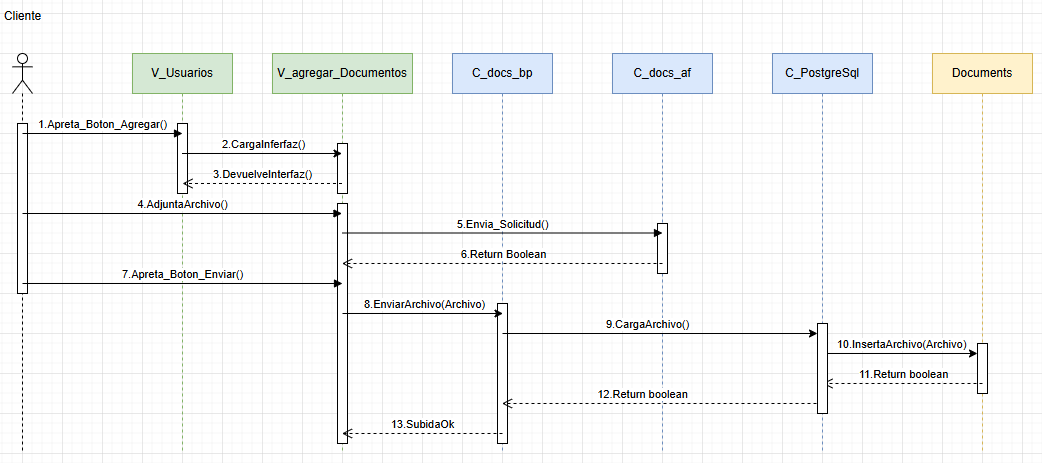 Cliente
V_Usuarios
V_agregar_Documentos
C_docs_bp
C_docs_af
C_PostgreSql
Documents
1.Apreta_Boton_Agregar()
2.CargaInferfaz()
3.DevuelveInterfaz()
4.AdjuntaArchivo()
5.Envia_Solicitud()
6.Return Boolean
7.Apreta_Boton_Enviar()
8.EnviarArchivo(Archivo)
9.CargaArchivo()
10.InsertaArchivo(Archivo)
11.Return boolean
12.Return boolean
13.SubidaOk